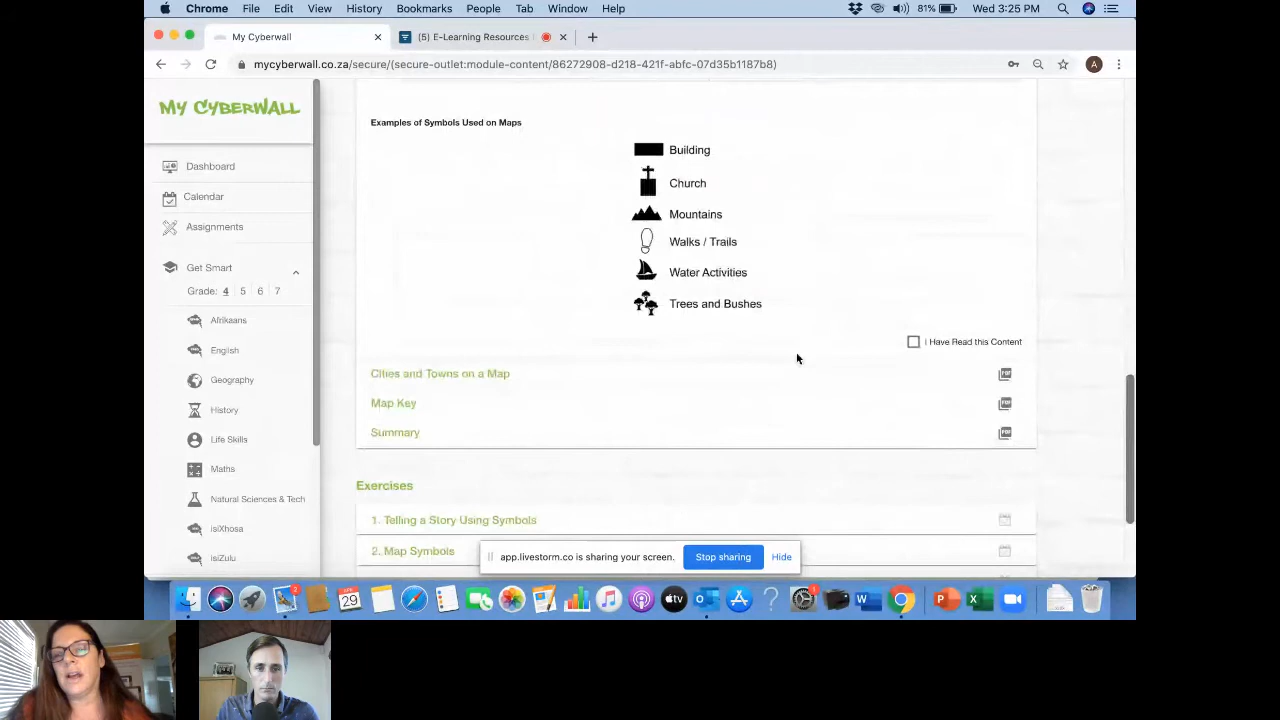 Chrome File Edit View History Bookmarks People Tab Window Help 81% Wed 3:25 PM
My Cyberwall (5) E-Learning Resources
mycyberwall.co.za/secure/(secure-outlet:module-content/86272908-d218-421f-abfc-07d35b1187b8) A
MY CYBERWALL
Dashboard
Calendar
Assignments
Get Smart
Grade: 4 5 6 7
Afrikaans
English
Geography
History
Life Skills
Maths
Natural Sciences & Tech
isiXhosa
isiZulu
Examples of Symbols Used on Maps
Building
Church
Mountains
Walks / Trails
Water Activities
Trees and Bushes
I Have Read this Content
Cities and Towns on a Map
Map Key
Summary
Exercises
1. Telling a Story Using Symbols
2. Map Symbols
app.livestorm.co is sharing your screen. Stop sharing Hide